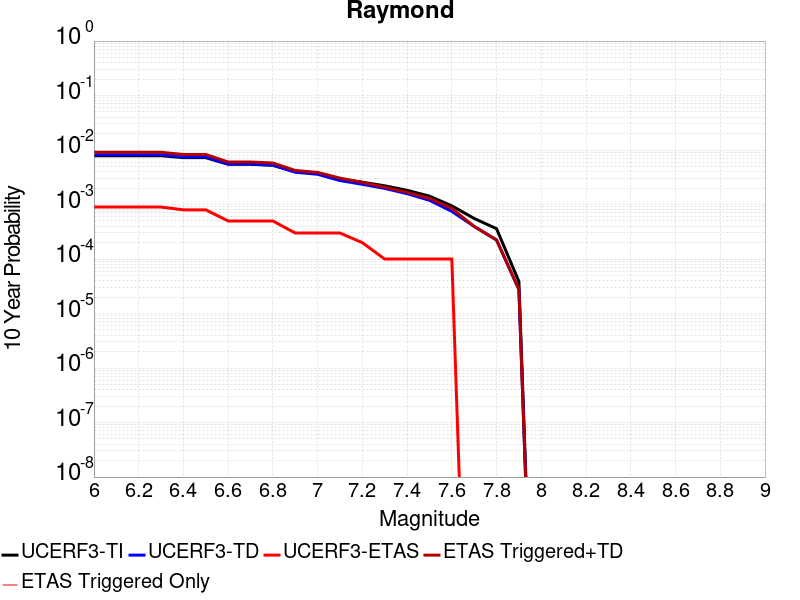 Raymond
10^0
10^-1
10^-2
10^-3
10^-4
10^-5
10^-6
10^-7
10^-8
10 Year Probability
6 6.2 6.4 6.6 6.8 7 7.2 7.4 7.6 7.8 8 8.2 8.4 8.6 8.8 9
Magnitude
UCERF3-TI UCERF3-TD UCERF3-ETAS ETAS Triggered+TD
ETAS Triggered Only